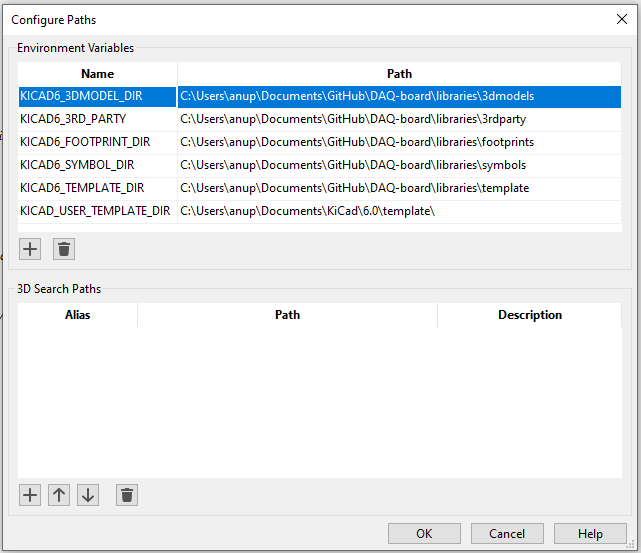 Configure Paths
Environment Variables
Name Path
KICAD6_3DMODEL_DIR C:\Users\anup\Documents\GitHub\DAQ-board\libraries\3dmodels
KICAD6_3RD_PARTY C:\Users\anup\Documents\GitHub\DAQ-board\libraries\3rdparty
KICAD6_FOOTPRINT_DIR C:\Users\anup\Documents\GitHub\DAQ-board\libraries\footprints
KICAD6_SYMBOL_DIR C:\Users\anup\Documents\GitHub\DAQ-board\libraries\symbols
KICAD6_TEMPLATE_DIR C:\Users\anup\Documents\GitHub\DAQ-board\libraries\template
KICAD_USER_TEMPLATE_DIR C:\Users\anup\Documents\KiCad\6.0\template\
3D Search Paths
Alias Path Description
OK Cancel Help